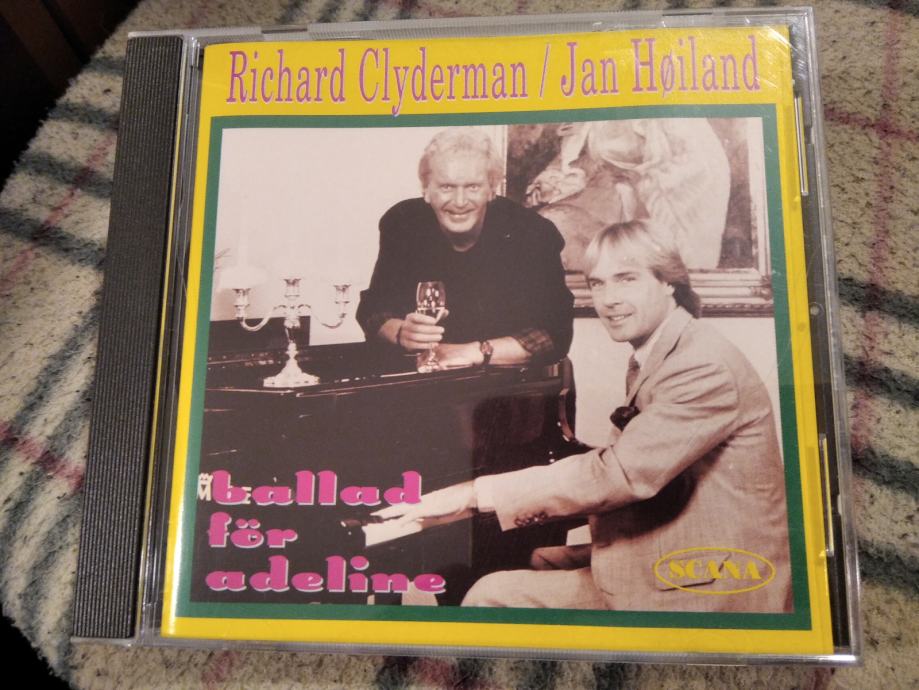 Richard Clyderman / Jan Høiland
ballad
för
adeline
SCANA